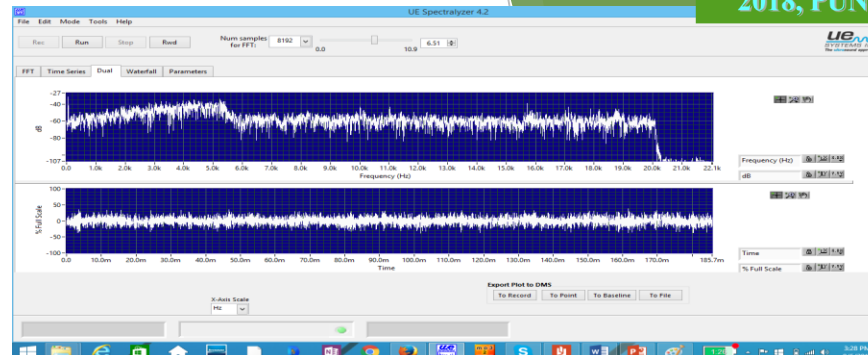 2018, PUN
UE Spectralyzer 4.2
File Edit Mode Tools Help
Rec Run Stop Rwd
Num samples for FFT: 8192
0.0 10.9 6.51
ue
SYSTEMS
FFT Time Series Dual Waterfall Parameters
-27
-40
-60
-80
-107
dB
0.0 1.0k 2.0k 3.0k 4.0k 5.0k 6.0k 7.0k 8.0k 9.0k 10.0k 11.0k 12.0k 13.0k 14.0k 15.0k 16.0k 17.0k 18.0k 19.0k 20.0k 21.0k 22.1k
Frequency (Hz)
Frequency (Hz)
dB
100
50
0
-50
-100
% Full Scale
0.0 10.0m 20.0m 30.0m 40.0m 50.0m 60.0m 70.0m 80.0m 90.0m 100.0m 110.0m 120.0m 130.0m 140.0m 150.0m 160.0m 170.0m 185.7m
Time
Time
% Full Scale
Export Plot to DMS
To Record To Point To Baseline To File
X-Axis Scale
Hz
3:28 PM